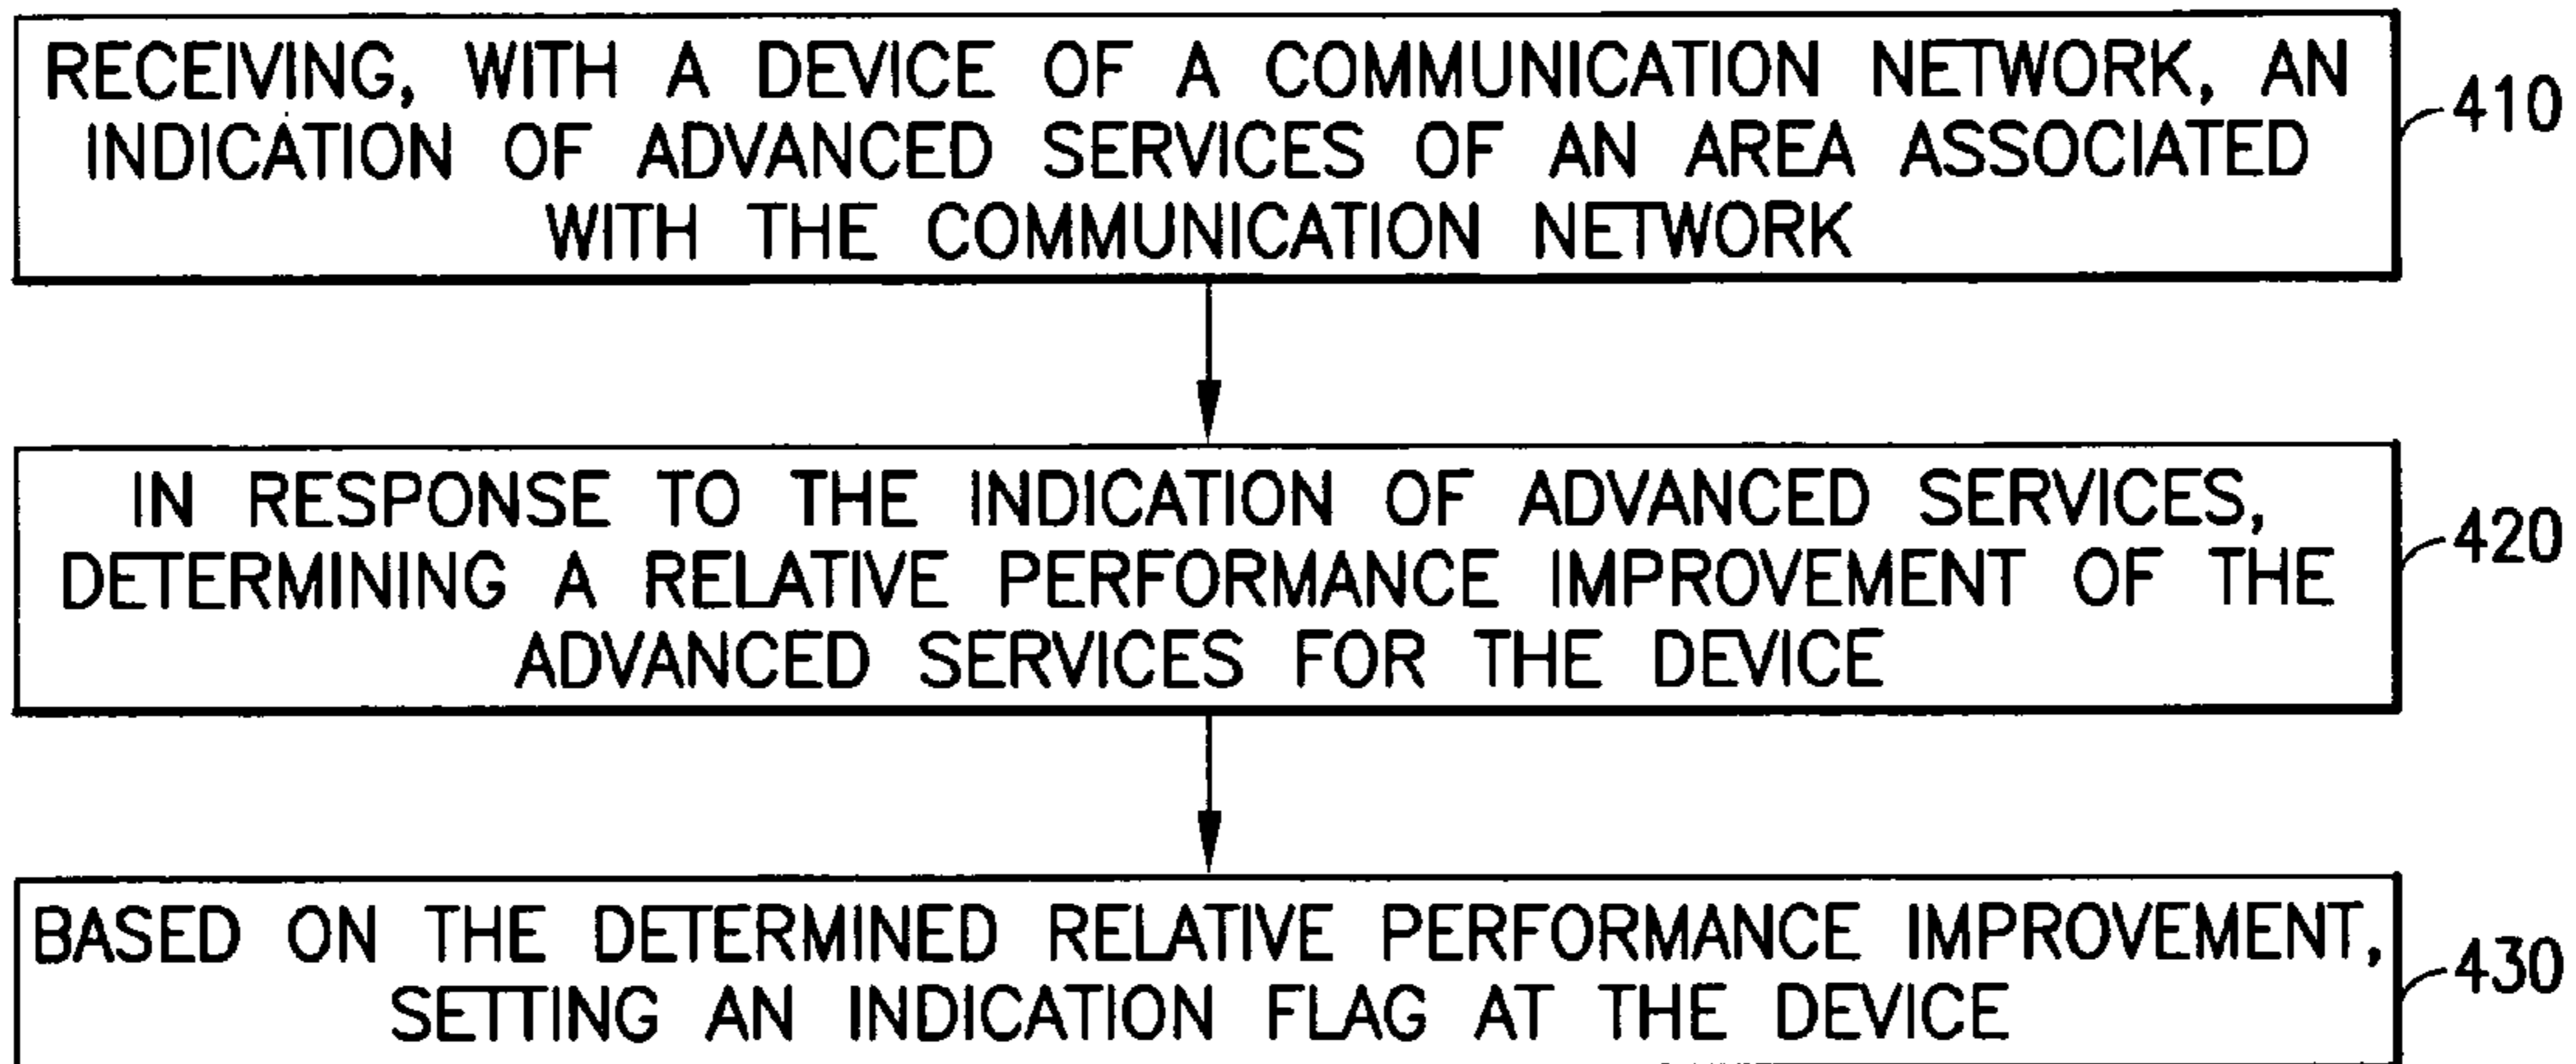 RECEIVING, WITH A DEVICE OF A COMMUNICATION NETWORK, AN
INDICATION OF ADVANCED SERVICES OF AN AREA ASSOCIATED
WITH THE COMMUNICATION NETWORK
410
IN RESPONSE TO THE INDICATION OF ADVANCED SERVICES,
DETERMINING A RELATIVE PERFORMANCE IMPROVEMENT OF THE
ADVANCED SERVICES FOR THE DEVICE
420
BASED ON THE DETERMINED RELATIVE PERFORMANCE IMPROVEMENT,
SETTING AN INDICATION FLAG AT THE DEVICE
430